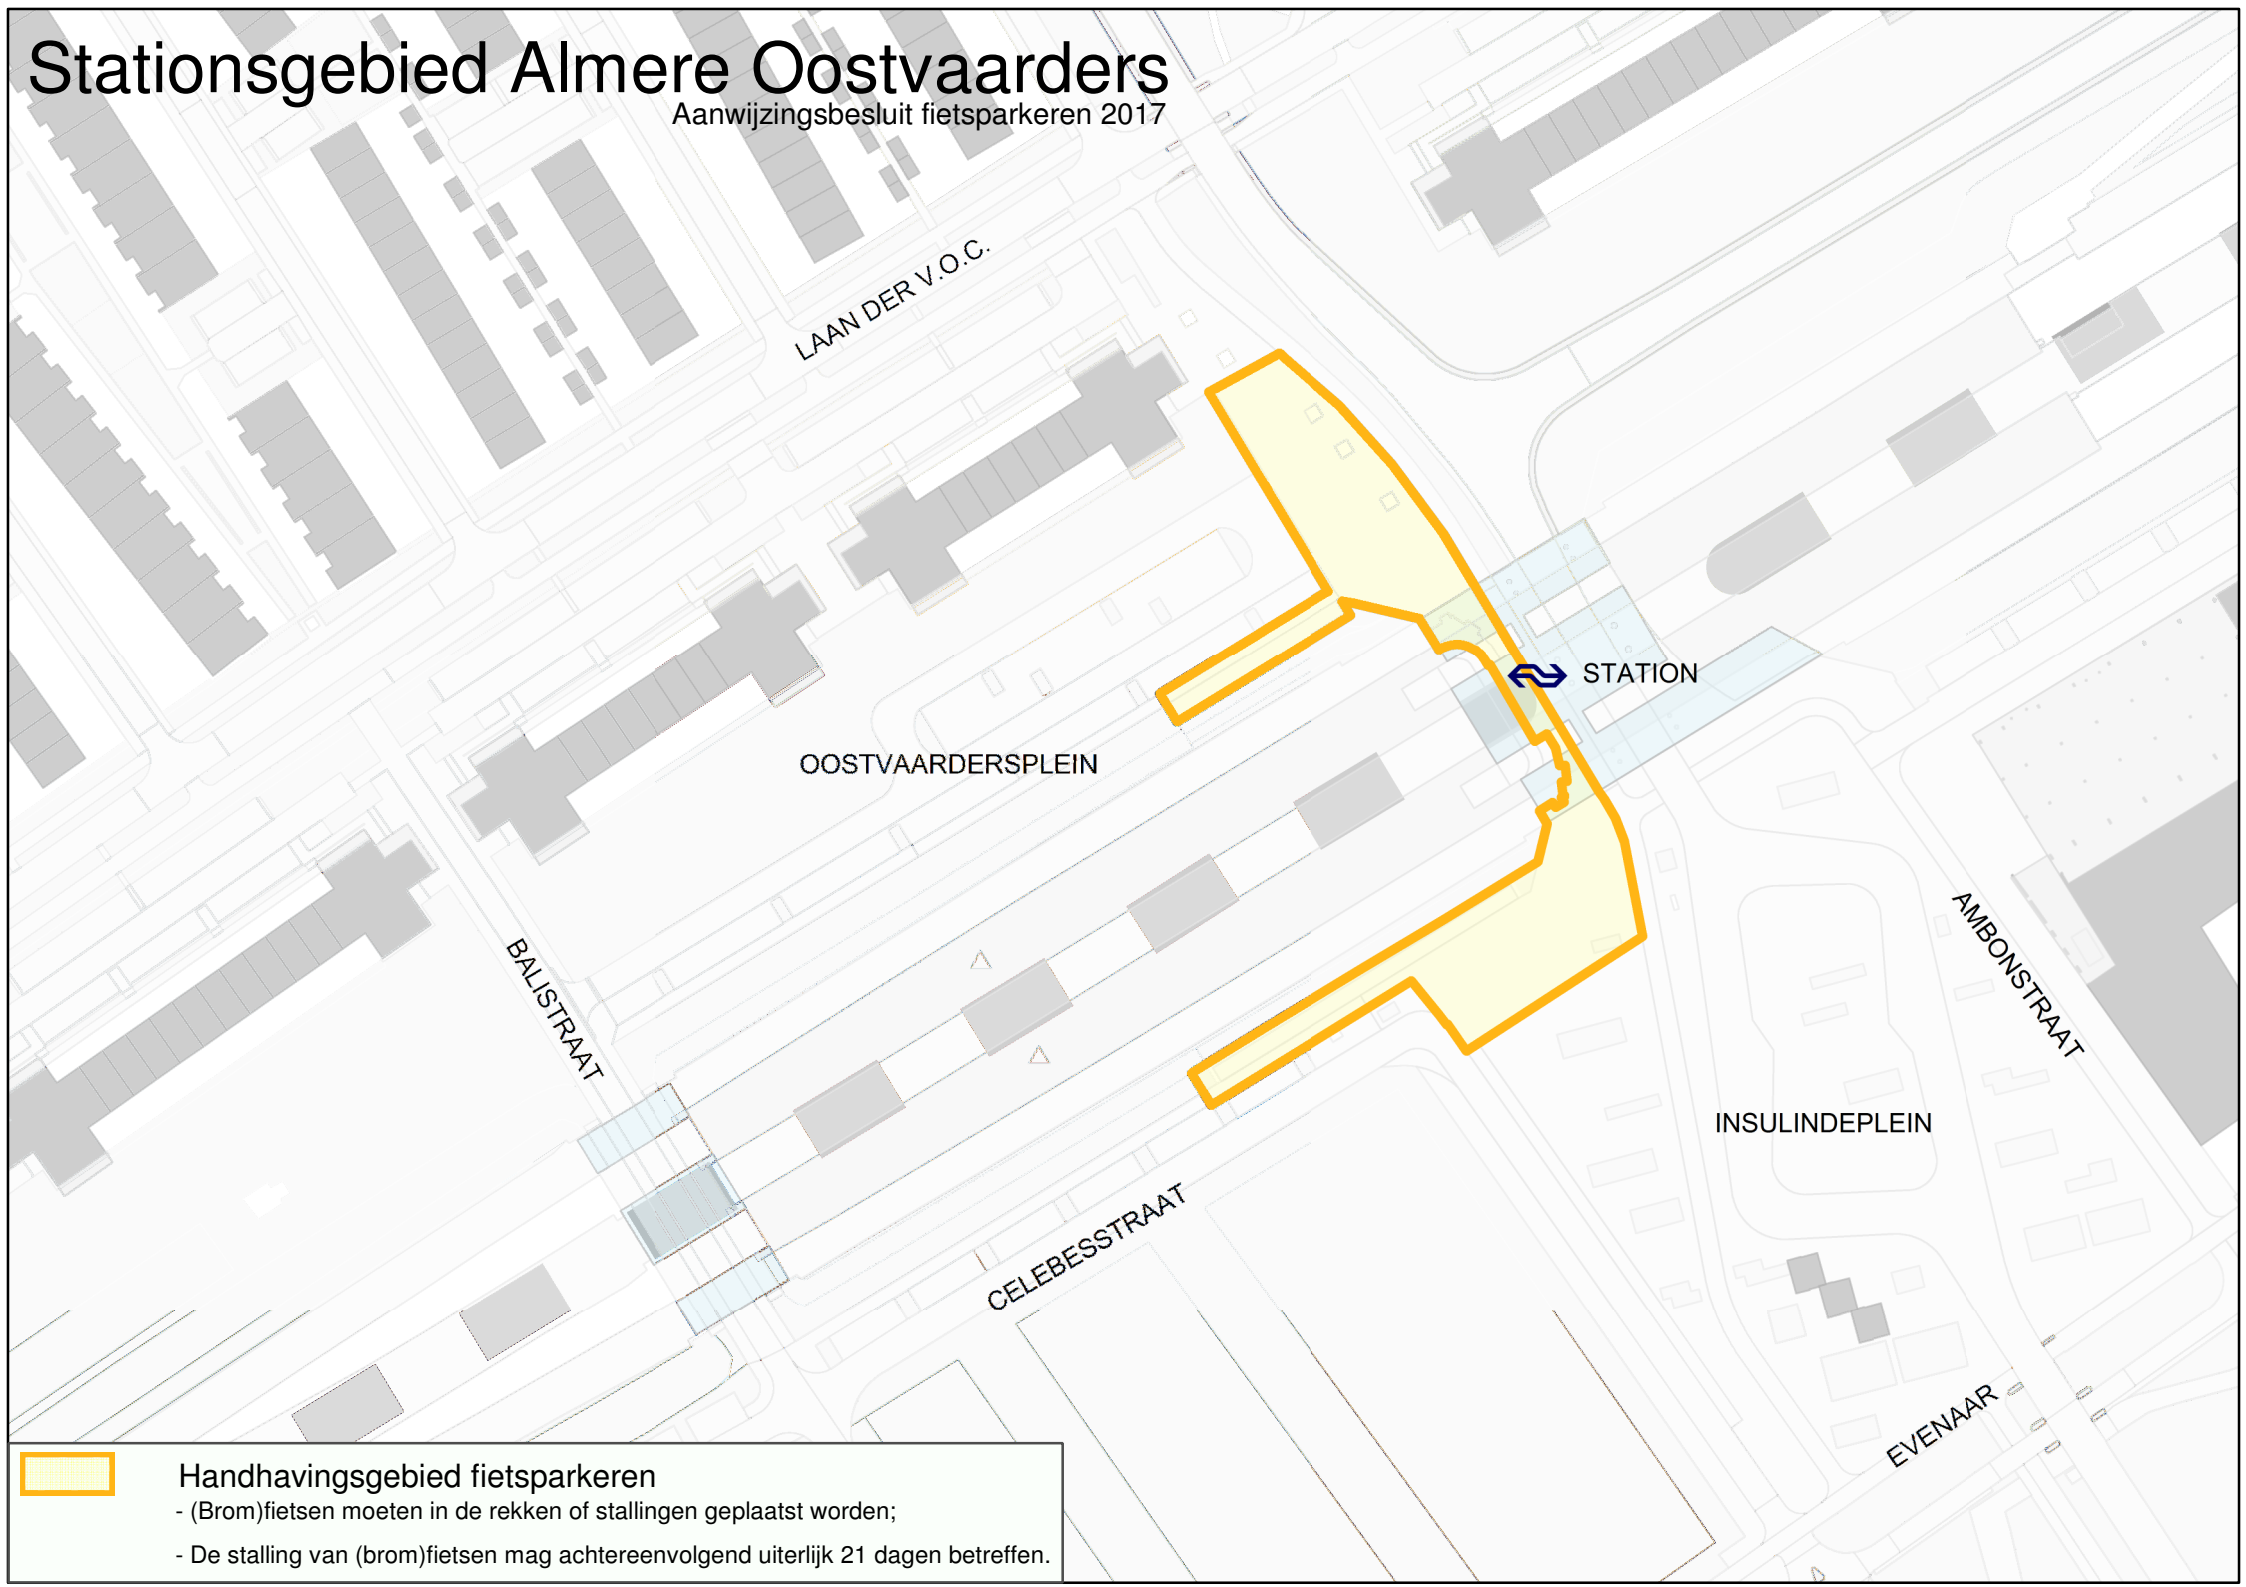 Stationsgebied Almere Oostvaarders
Aanwijzingsbesluit fietsparkeren 2017
LAAN DER V.O.C.
STATION
OOSTVAARDERSPLEIN
BALISTRAAT
AMBONSTRAAT
INSULINDEPLEIN
CELEBESSTRAAT
EVENAAR
Handhavingsgebied fietsparkeren
- (Brom)fietsen moeten in de rekken of stallingen geplaatst worden;
- De stalling van (brom)fietsen mag achtereenvolgend uiterlijk 21 dagen betreffen.